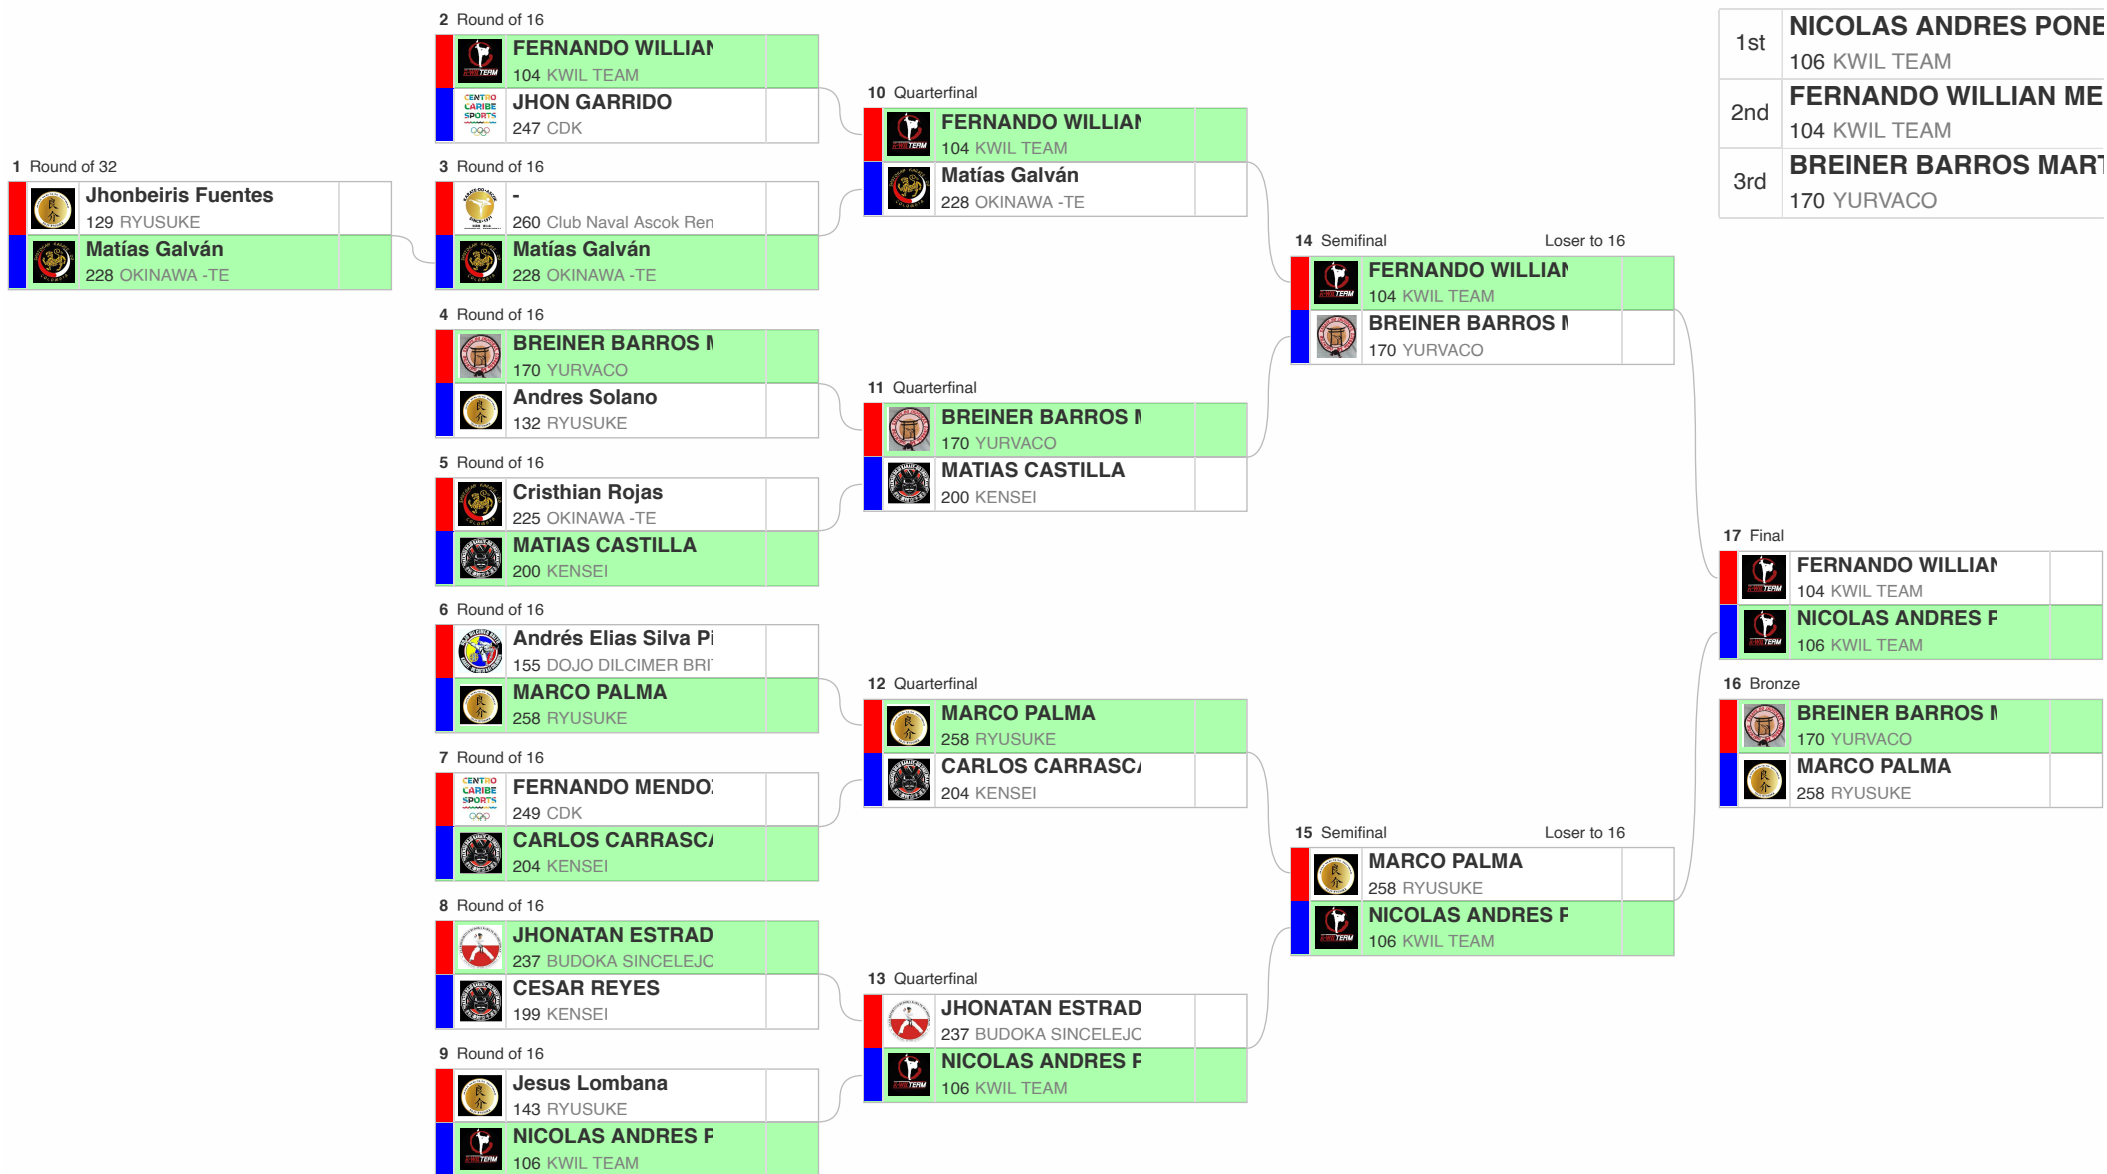 1 Round of 32
Jhonbeiris Fuentes
129 RYUSUKE
Matías Galván
228 OKINAWA -TE
2 Round of 16
FERNANDO WILLIAN
104 KWIL TEAM
JHON GARRIDO
247 CDK
3 Round of 16
-
260 Club Naval Ascok Ren
Matías Galván
228 OKINAWA -TE
4 Round of 16
BREINER BARROS M
170 YURVACO
Andres Solano
132 RYUSUKE
5 Round of 16
Cristhian Rojas
225 OKINAWA -TE
MATIAS CASTILLA
200 KENSEI
6 Round of 16
Andrés Elias Silva Pi
155 DOJO DILCIMER BRI
MARCO PALMA
258 RYUSUKE
7 Round of 16
FERNANDO MENDO
249 CDK
CARLOS CARRASCA
204 KENSEI
8 Round of 16
JHONATAN ESTRAD
237 BUDOKA SINCELEJO
CESAR REYES
199 KENSEI
9 Round of 16
Jesus Lombana
143 RYUSUKE
NICOLAS ANDRES P
106 KWIL TEAM
10 Quarterfinal
FERNANDO WILLIAN
104 KWIL TEAM
Matías Galván
228 OKINAWA -TE
11 Quarterfinal
BREINER BARROS M
170 YURVACO
MATIAS CASTILLA
200 KENSEI
12 Quarterfinal
MARCO PALMA
258 RYUSUKE
CARLOS CARRASCA
204 KENSEI
13 Quarterfinal
JHONATAN ESTRAD
237 BUDOKA SINCELEJO
NICOLAS ANDRES P
106 KWIL TEAM
14 Semifinal Loser to 16
FERNANDO WILLIAN
104 KWIL TEAM
BREINER BARROS M
170 YURVACO
15 Semifinal Loser to 16
MARCO PALMA
258 RYUSUKE
NICOLAS ANDRES P
106 KWIL TEAM
1st NICOLAS ANDRES PONE
106 KWIL TEAM
2nd FERNANDO WILLIAN ME
104 KWIL TEAM
3rd BREINER BARROS MART
170 YURVACO
17 Final
FERNANDO WILLIAN
104 KWIL TEAM
NICOLAS ANDRES P
106 KWIL TEAM
16 Bronze
BREINER BARROS M
170 YURVACO
MARCO PALMA
258 RYUSUKE